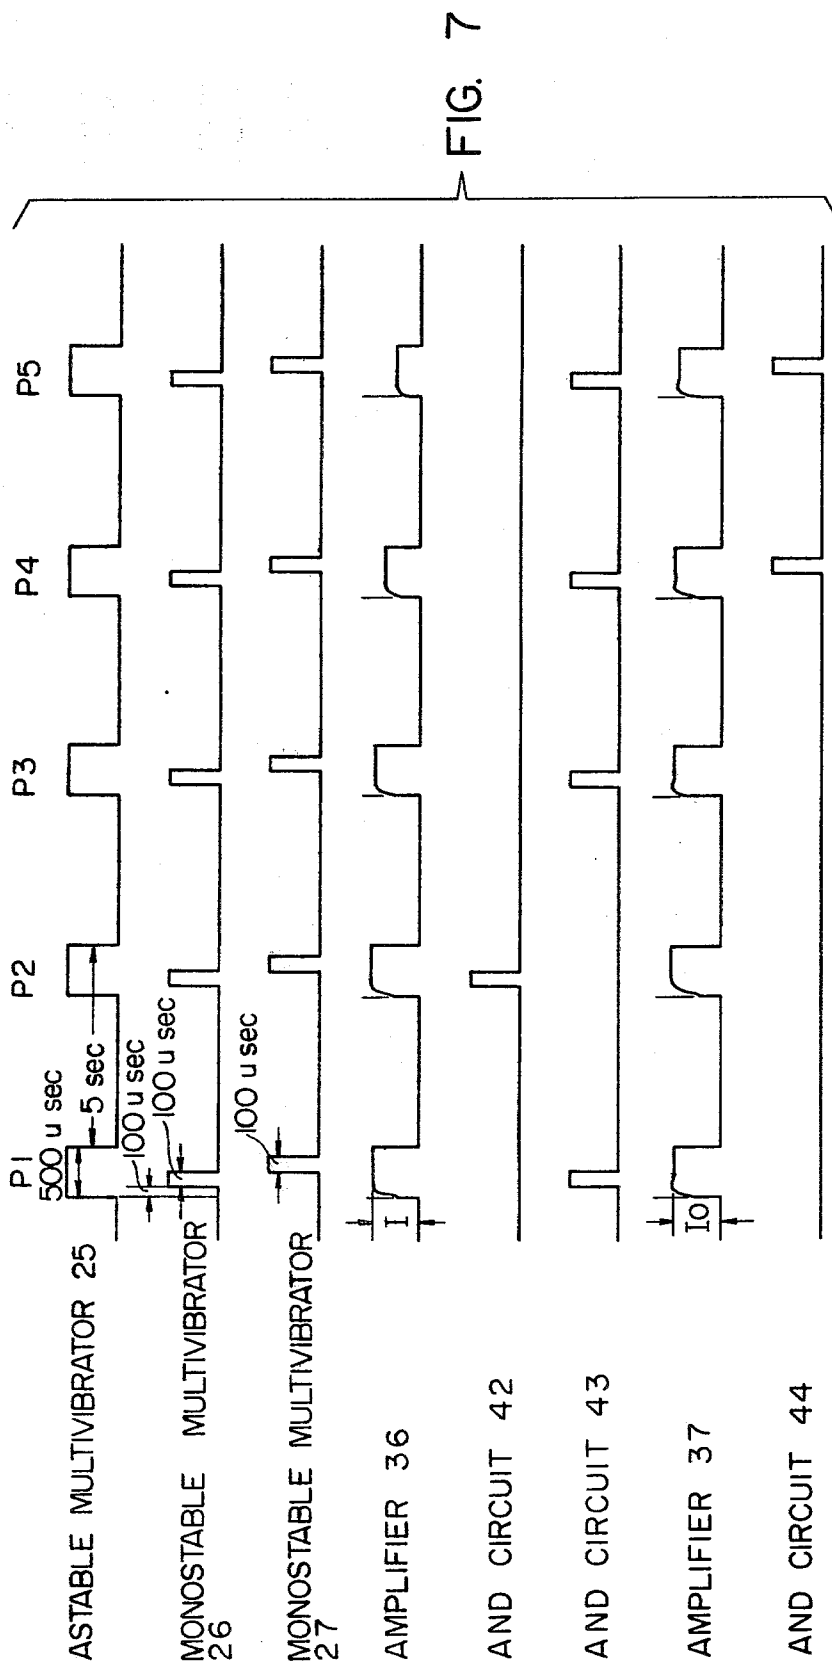 P1 P2 P3 P4 P5
500 u sec
5 sec
ASTABLE MULTIVIBRATOR 25
100 u sec
100 u sec
MONOSTABLE MULTIVIBRATOR
26
100 u sec
MONOSTABLE MULTIVIBRATOR
27
I
AMPLIFIER 36
AND CIRCUIT 42
AND CIRCUIT 43
IO
AMPLIFIER 37
AND CIRCUIT 44
FIG. 7